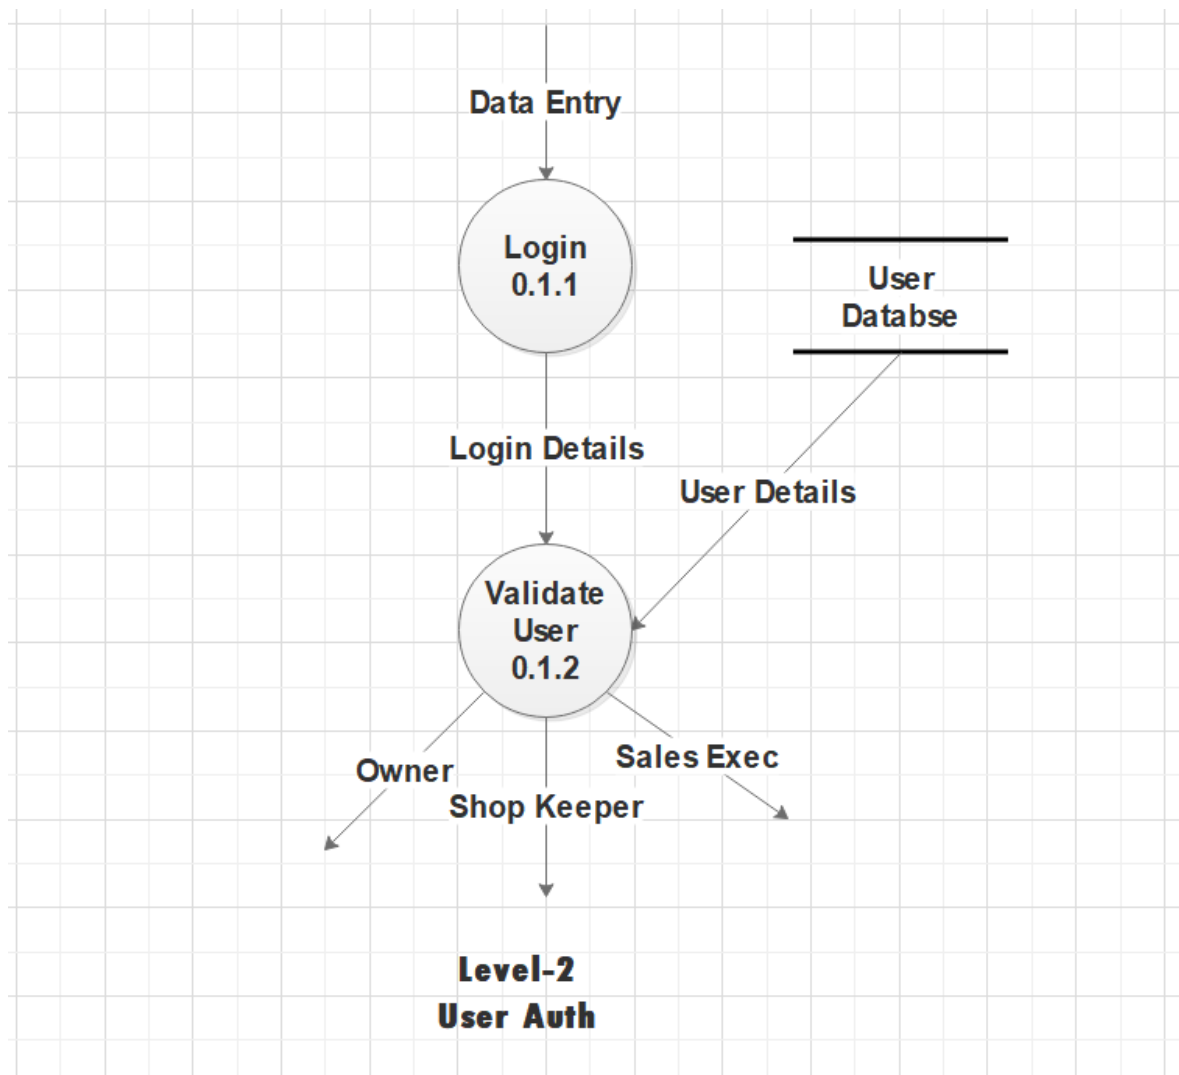 Data Entry
Login
0.1.1
User
Databse
Login Details
User Details
Validate
User
0.1.2
Owner
Shop Keeper
Sales Exec
Level-2
User Auth